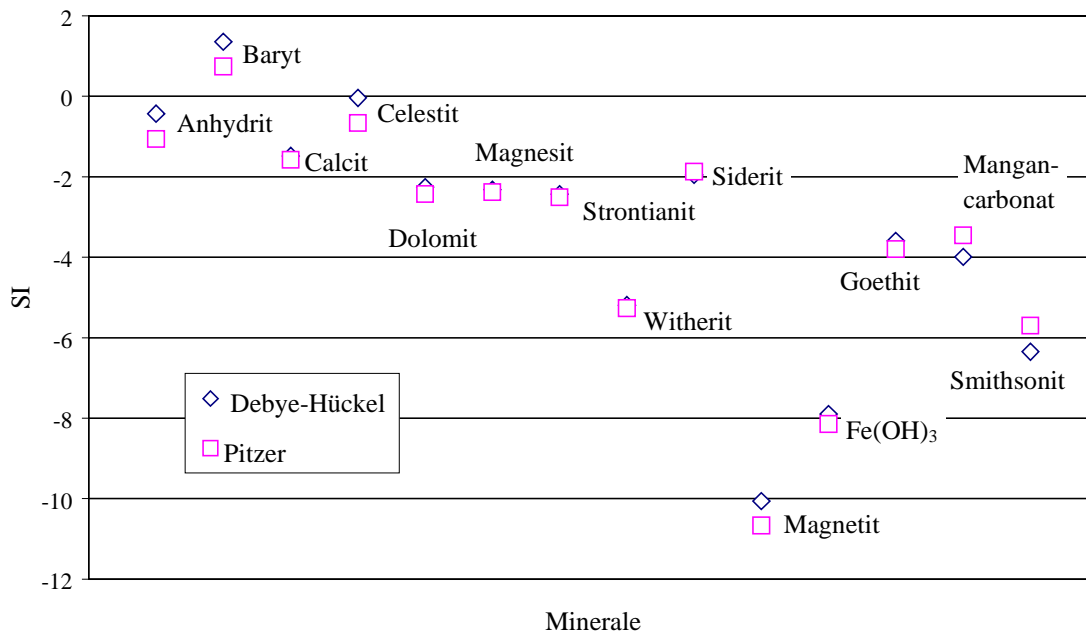 2
0
-2
-4
-6
-8
-10
-12
SI
Baryt
Anhydrit
Celestit
Calcit
Magnesit
Dolomit
Strontianit
Siderit
Mangan-
carbonat
Goethit
Witherit
Smithsonit
Fe(OH)₃
Magnetit
Debye-Hückel
Pitzer
Minerale